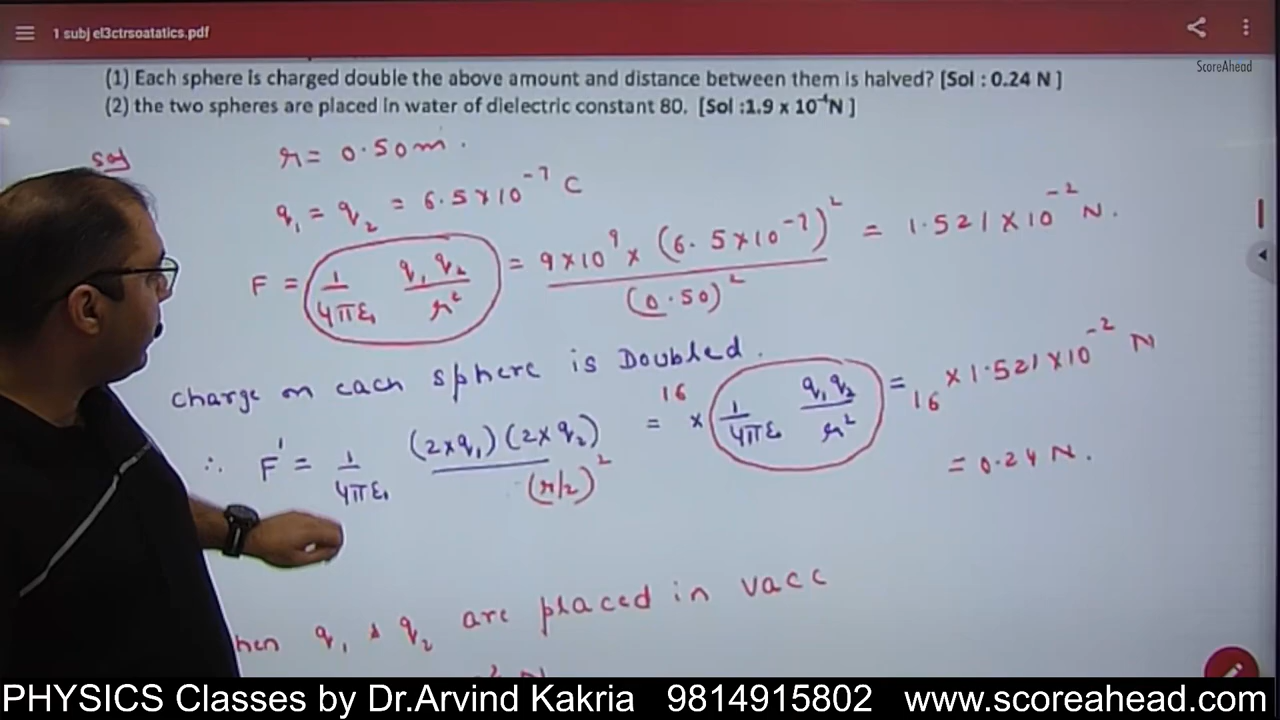 1 subj el3ctrsoatatics.pdf
ScoreAhead
(1) Each sphere is charged double the above amount and distance between them is halved? [Sol : 0.24 N ]
(2) the two spheres are placed in water of dielectric constant 80. [Sol :1.9 x 10⁻⁴N ]
Sol
r = 0.50m.
q₁ = q₂ = 6.5×10⁻⁷ C
F = 1/4πε₀ q₁q₂/r² = 9×10⁹ × (6.5×10⁻⁷)²/(0.50)² = 1.521×10⁻² N.
Charge on each sphere is Doubled.
∴ F' = 1/4πε₀ (2×q₁)(2×q₂)/(r/2)² = 16 × 1/4πε₀ q₁q₂/r² = 16 × 1.521×10⁻² N
= 0.24 N.
hen q₁ & q₂ are placed in vacc
PHYSICS Classes by Dr.Arvind Kakria 9814915802 www.scoreahead.com